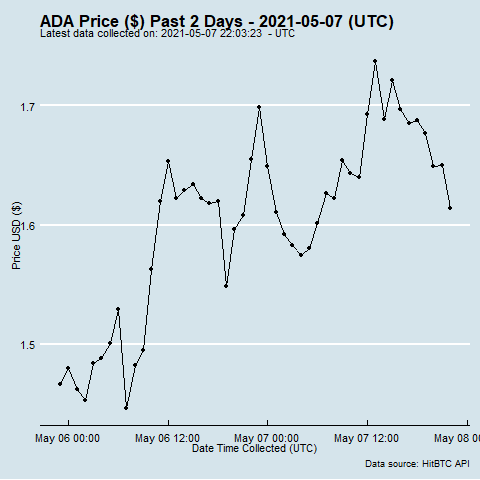 ADA Price ($) Past 2 Days - 2021-05-07 (UTC)
Latest data collected on: 2021-05-07 22:03:23 - UTC
1.7
1.6
1.5
Price USD ($)
May 06 00:00 May 06 12:00 May 07 00:00 May 07 12:00 May 08 00
Date Time Collected (UTC)
Data source: HitBTC API